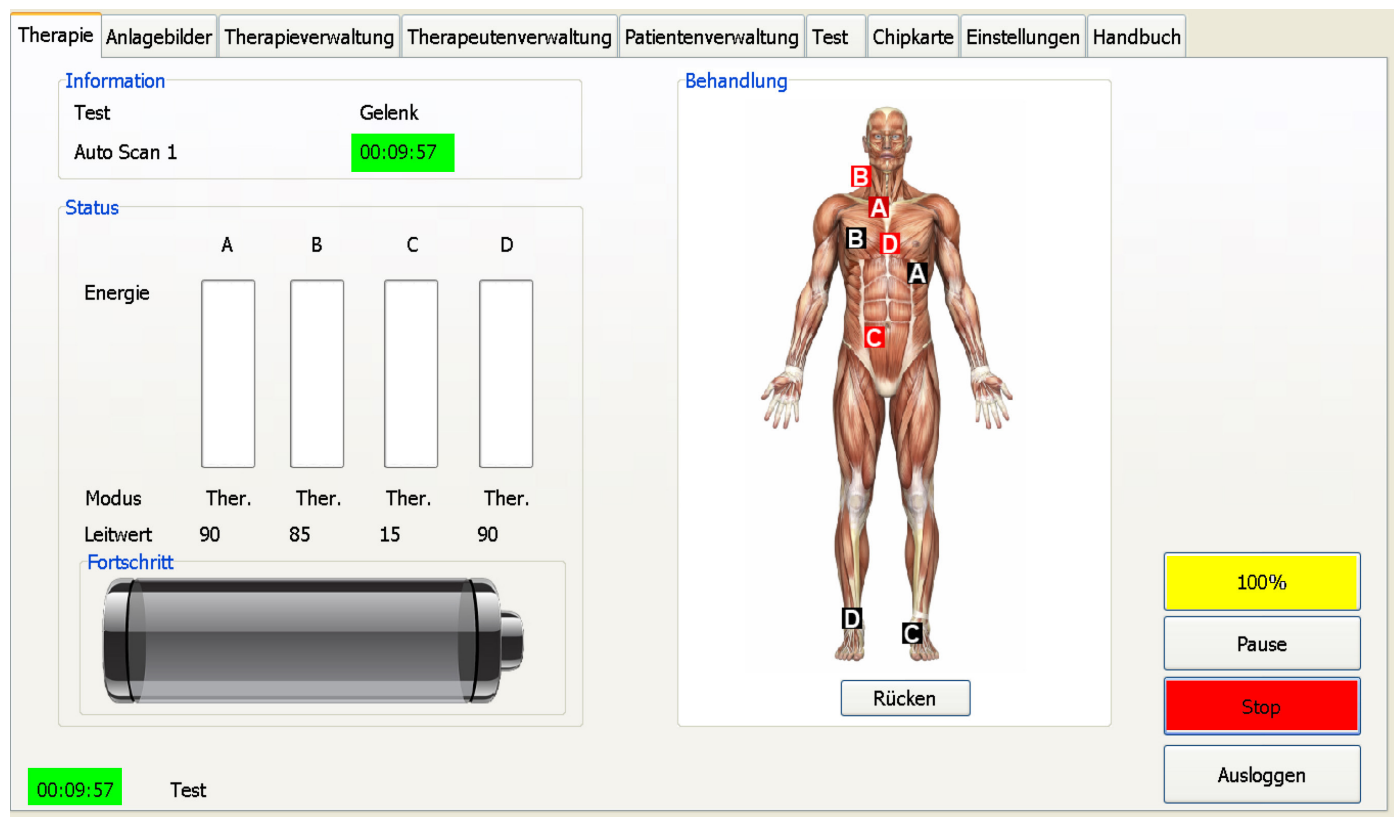 Therapie Anlagebilder Therapieverwaltung Therapeutenverwaltung Patientenverwaltung Test Chipkarte Einstellungen Handbuch
Information
Test Gelenk
Auto Scan 1 00:09:57
Status
A B C D
Energie
Modus Ther. Ther. Ther. Ther.
Leitwert 90 85 15 90
Fortschritt
Behandlung
B
A
B D
A
C
D
C
Rücken
100%
Pause
Stop
Ausloggen
00:09:57 Test